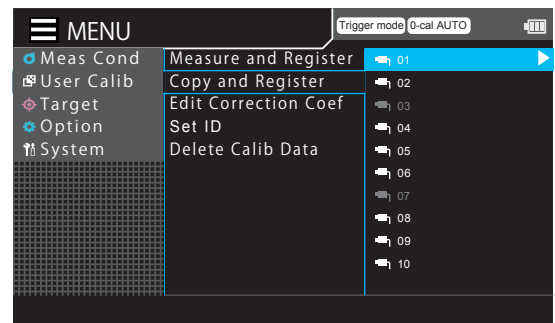 MENU
Trigger mode 0-cal AUTO
Meas Cond
User Calib
Target
Option
System
Measure and Register
Copy and Register
Edit Correction Coef
Set ID
Delete Calib Data
01
02
03
04
05
06
07
08
09
10